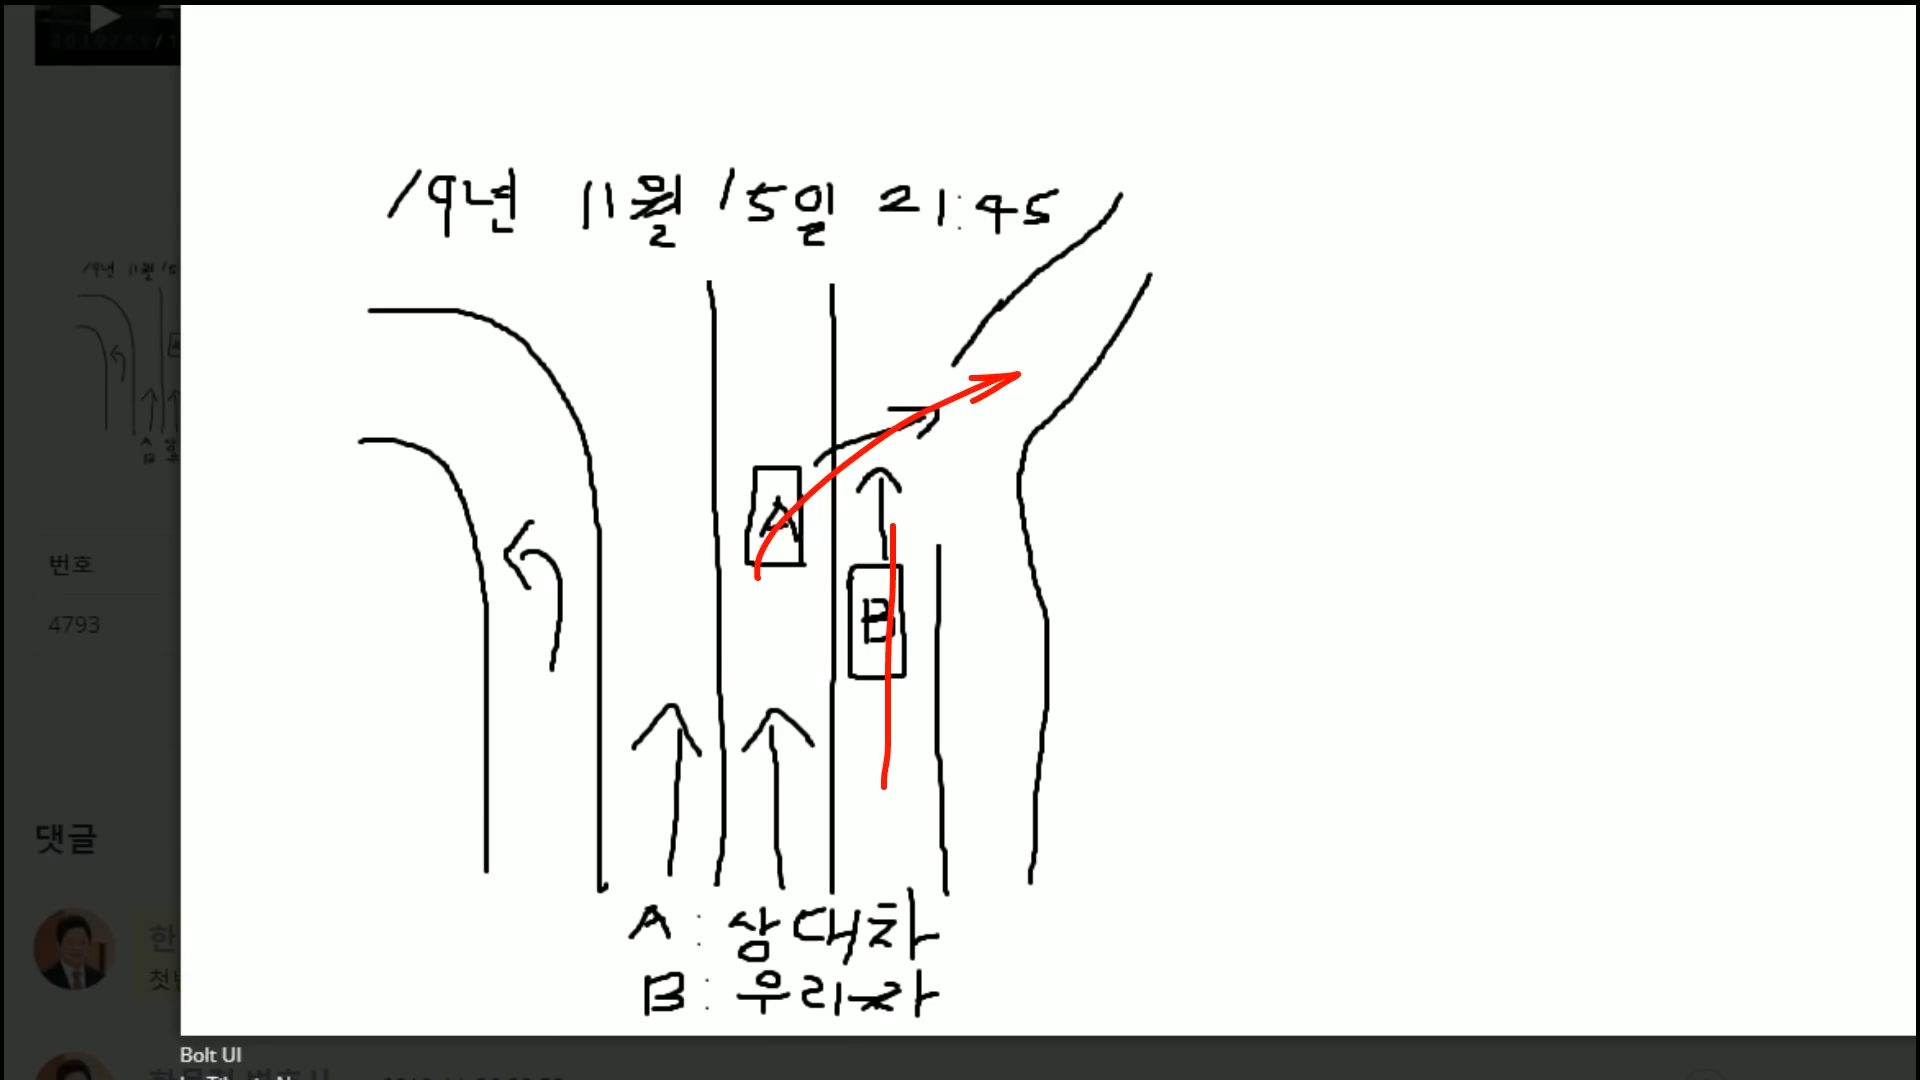 19년 11월 15일 21:45
A
B
A : 상대차
B : 우리차
번호
4793
댓글
Bolt UI